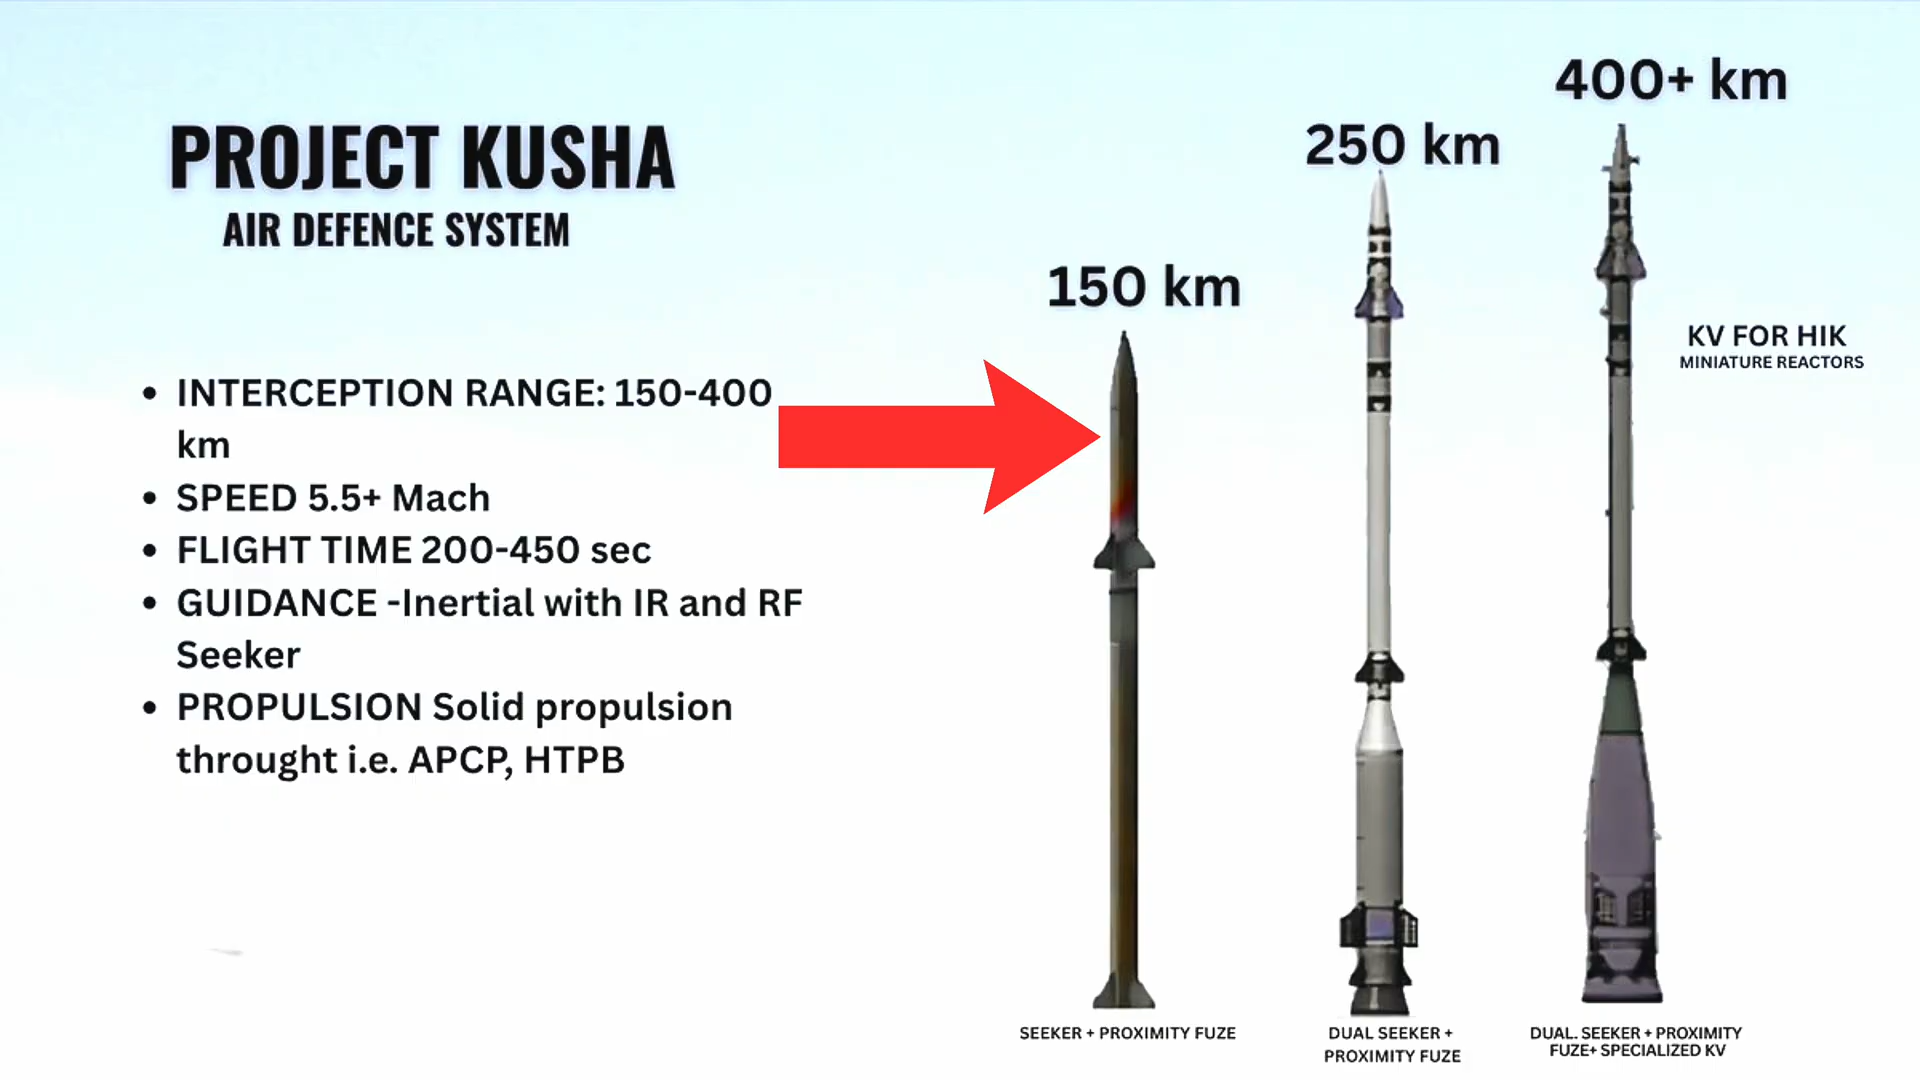 PROJECT KUSHA
AIR DEFENCE SYSTEM
• INTERCEPTION RANGE: 150-400
km
• SPEED 5.5+ Mach
• FLIGHT TIME 200-450 sec
• GUIDANCE -Inertial with IR and RF
Seeker
• PROPULSION Solid propulsion
throught i.e. APCP, HTPB
150 km
250 km
400+ km
KV FOR HIK
MINIATURE REACTORS
SEEKER + PROXIMITY FUZE
DUAL SEEKER +
PROXIMITY FUZE
DUAL. SEEKER + PROXIMITY
FUZE+ SPECIALIZED KV